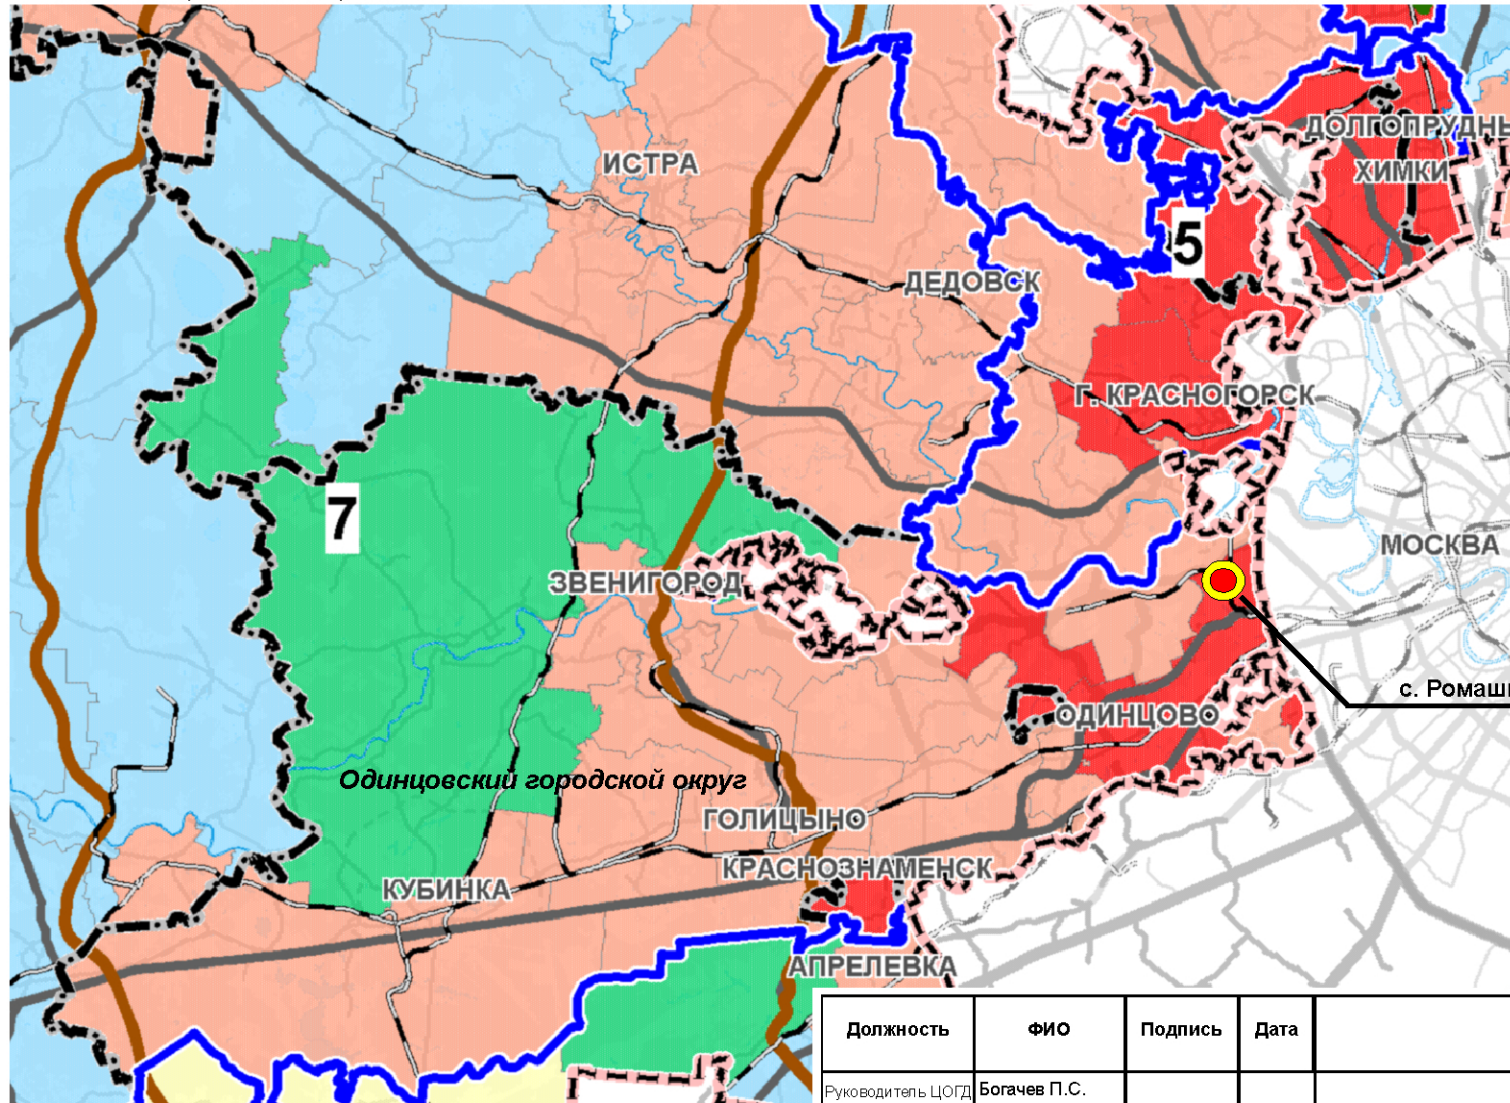 ДОЛГОПРУДНЫ
ХИМКИ
ИСТРА
5
ДЕДОВСК
Г. КРАСНОГОРСК
7
МОСКВА
ЗВЕНИГОРОД
с. Ромаш
ОДИНЦОВО
Одинцовский городской округ
ГОЛИЦЫНО
КРАСНОЗНАМЕНСК
КУБИНКА
АПРЕЛЕВКА
Должность ФИО Подпись Дата
Руководитель ЦОГД Богачев П.С.